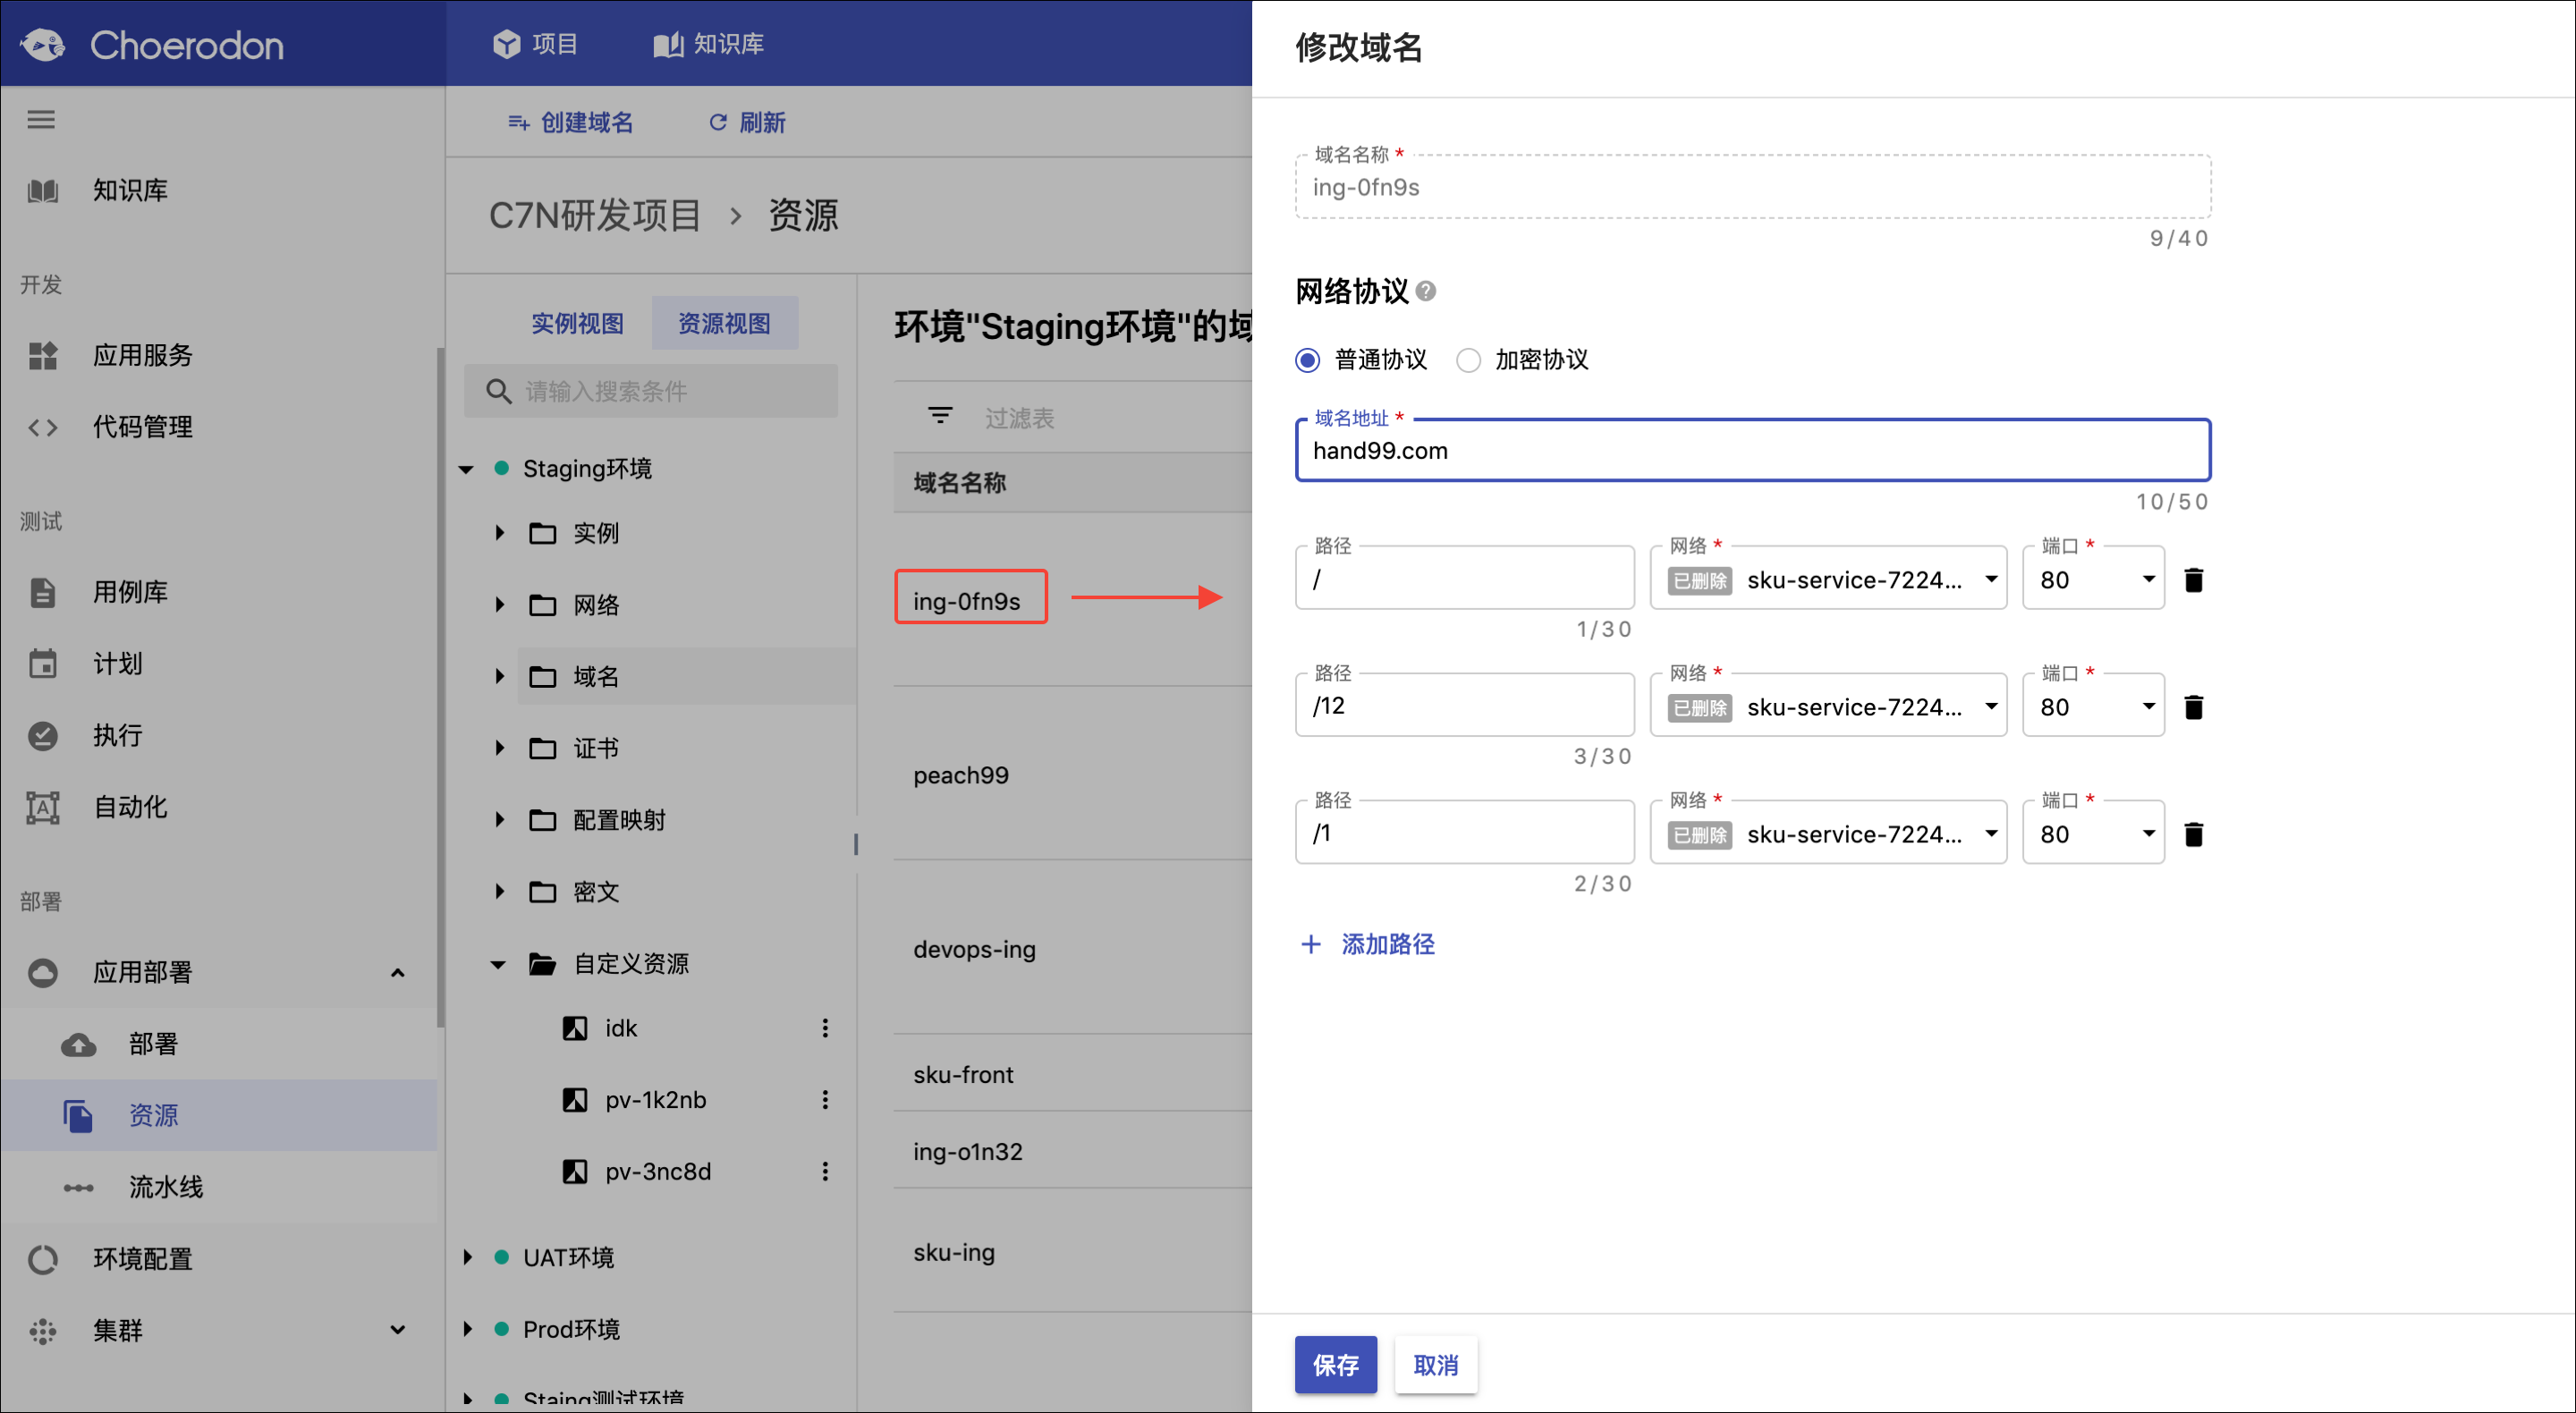 Choerodon
项目
知识库
知识库
开发
应用服务
代码管理
测试
用例库
计划
执行
自动化
部署
应用部署
部署
资源
流水线
环境配置
集群
创建域名
刷新
C7N研发项目 › 资源
实例视图
资源视图
请输入搜索条件
Staging环境
实例
网络
域名
证书
配置映射
密文
自定义资源
idk
pv-1k2nb
pv-3nc8d
UAT环境
Prod环境
Staing测试环境
环境"Staging环境"的域
过滤表
域名名称
ing-0fn9s
peach99
devops-ing
sku-front
ing-o1n32
sku-ing
修改域名
域名名称 *
ing-0fn9s
9/40
网络协议
普通协议
加密协议
域名地址 *
hand99.com
10/50
路径
/
1/30
网络 *
已删除 sku-service-7224...
端口 *
80
路径
/12
3/30
网络 *
已删除 sku-service-7224...
端口 *
80
路径
/1
2/30
网络 *
已删除 sku-service-7224...
端口 *
80
+ 添加路径
保存
取消